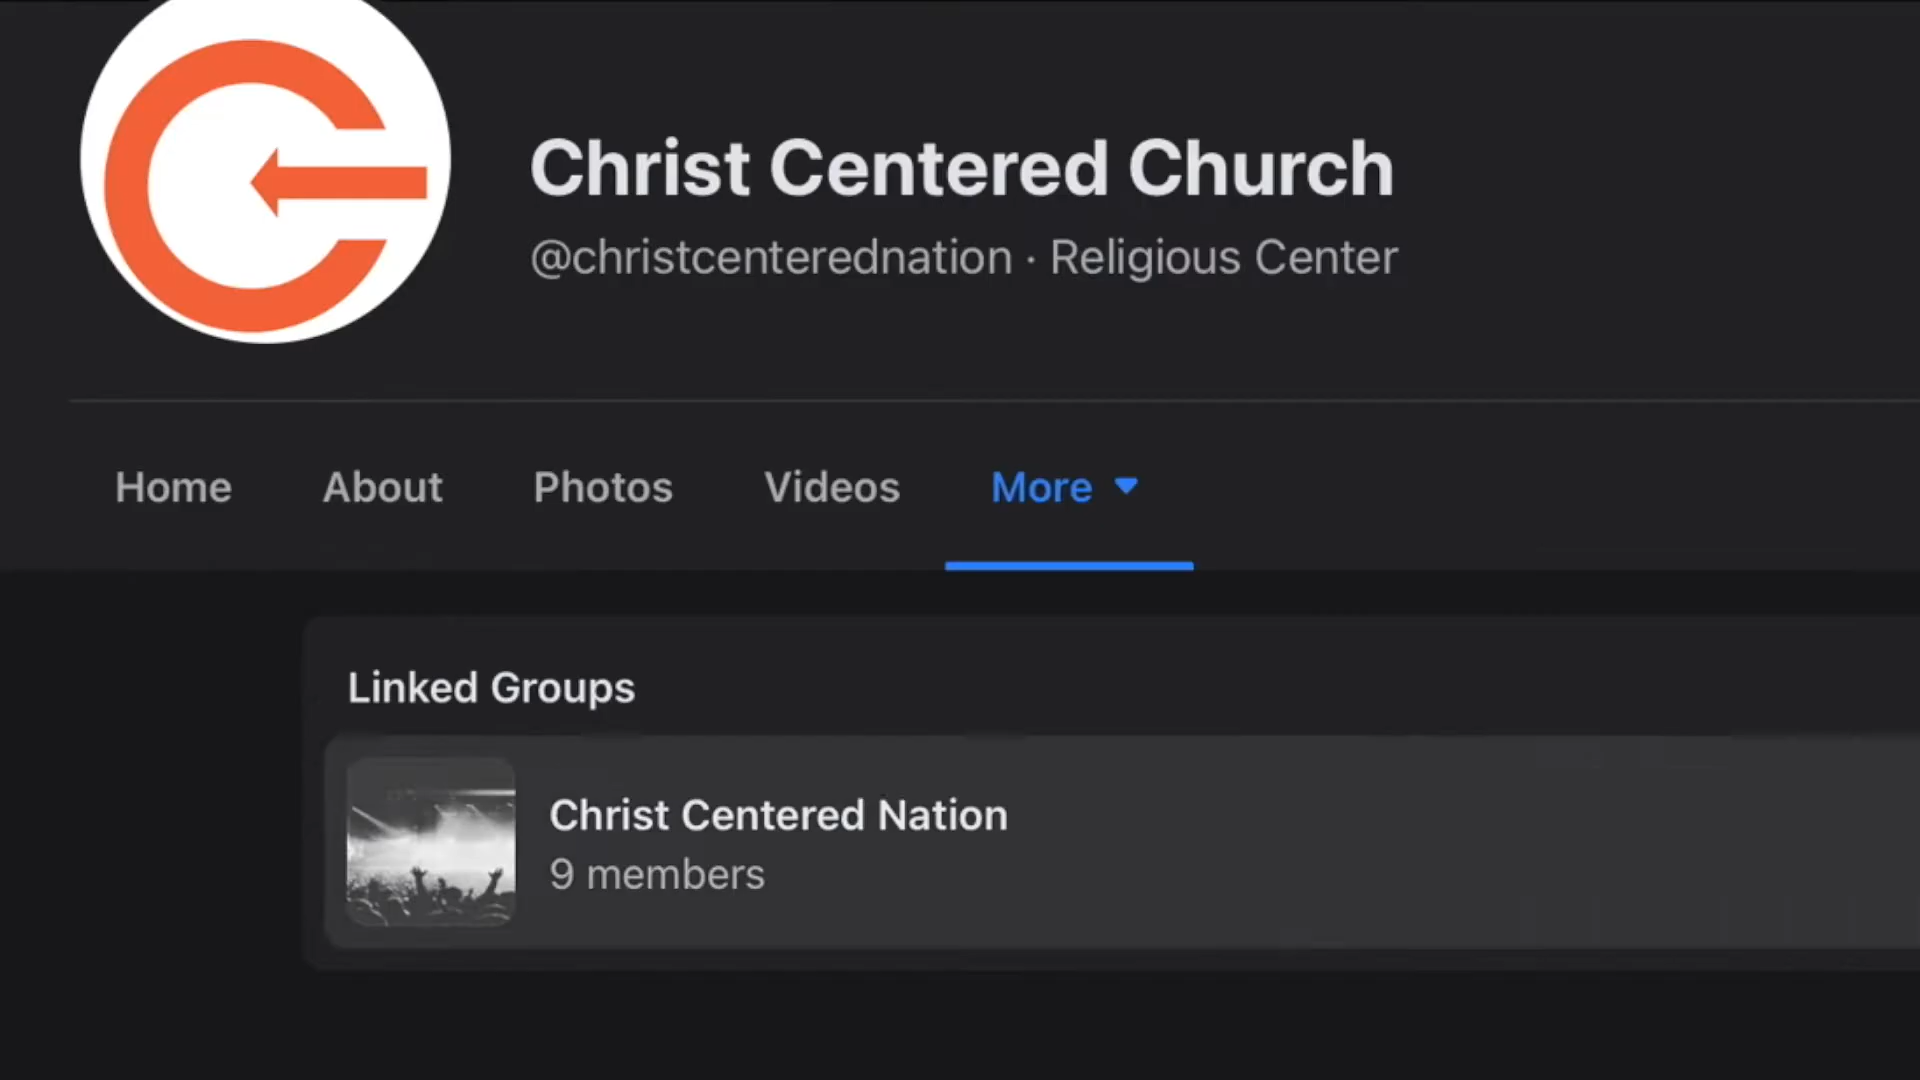 Christ Centered Church
@christcenterednation · Religious Center
Home About Photos Videos More
Linked Groups
Christ Centered Nation
9 members